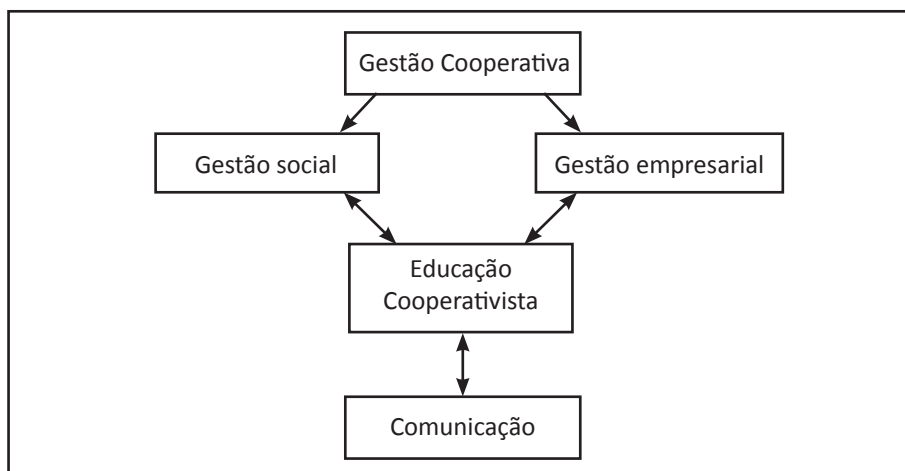 Gestão Cooperativa
Gestão social
Gestão empresarial
Educação
Cooperativista
Comunicação